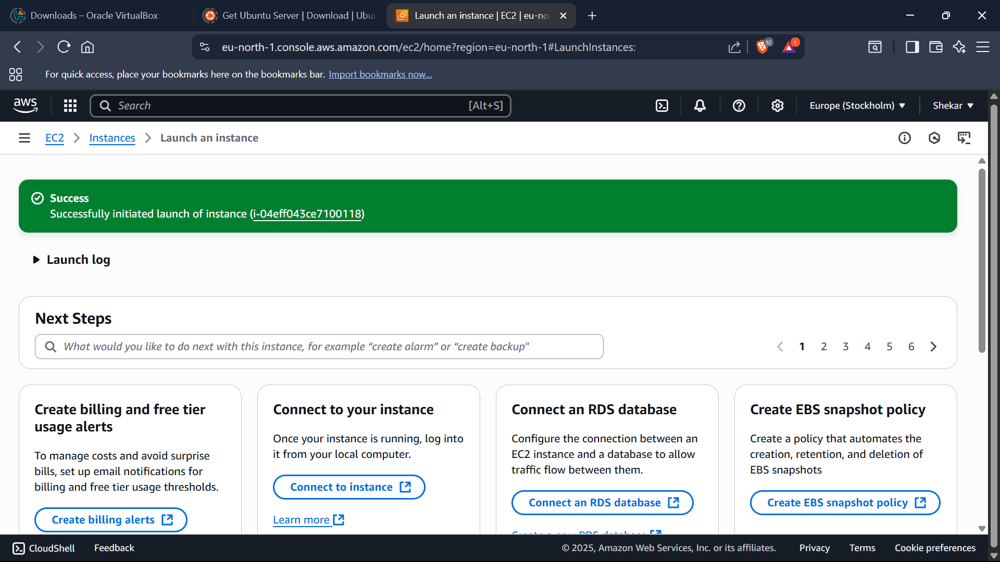 Downloads – Oracle VirtualBox
Get Ubuntu Server | Download | Ubu
Launch an instance | EC2 | eu-no
eu-north-1.console.aws.amazon.com/ec2/home?region=eu-north-1#LaunchInstances:
92
1
For quick access, place your bookmarks here on the bookmarks bar. Import bookmarks now...
aws
Search
[Alt+S]
Europe (Stockholm)
Shekar
EC2
Instances
Launch an instance
Success
Successfully initiated launch of instance (i-04eff043ce7100118)
Launch log
Next Steps
What would you like to do next with this instance, for example “create alarm” or “create backup"
1 2 3 4 5 6
Create billing and free tier
usage alerts
To manage costs and avoid surprise
bills, set up email notifications for
billing and free tier usage thresholds.
Create billing alerts
Connect to your instance
Once your instance is running, log into
it from your local computer.
Connect to instance
Learn more
Connect an RDS database
Configure the connection between an
EC2 instance and a database to allow
traffic flow between them.
Connect an RDS database
Create a new RDS database
Create EBS snapshot policy
Create a policy that automates the
creation, retention, and deletion of
EBS snapshots
Create EBS snapshot policy
CloudShell
Feedback
© 2025, Amazon Web Services, Inc. or its affiliates.
Privacy
Terms
Cookie preferences